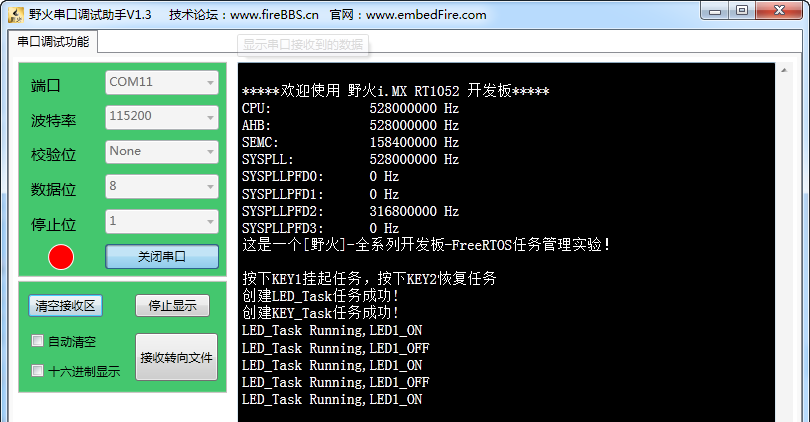 野火串口调试助手V1.3 技术论坛：www.fireBBS.cn 官网：www.embedFire.com
串口调试功能
显示串口接收到的数据
端口 COM11
波特率 115200
校验位 None
数据位 8
停止位 1
关闭串口
清空接收区 停止显示
自动清空
接收转向文件
十六进制显示
*****欢迎使用 野火i.MX RT1052 开发板*****
CPU: 528000000 Hz
AHB: 528000000 Hz
SEMC: 158400000 Hz
SYSPLL: 528000000 Hz
SYSPLLPFD0: 0 Hz
SYSPLLPFD1: 0 Hz
SYSPLLPFD2: 316800000 Hz
SYSPLLPFD3: 0 Hz
这是一个[野火]-全系列开发板-FreeRTOS任务管理实验！
按下KEY1挂起任务，按下KEY2恢复任务
创建LED_Task任务成功!
创建KEY_Task任务成功!
LED_Task Running,LED1_ON
LED_Task Running,LED1_OFF
LED_Task Running,LED1_ON
LED_Task Running,LED1_OFF
LED_Task Running,LED1_ON